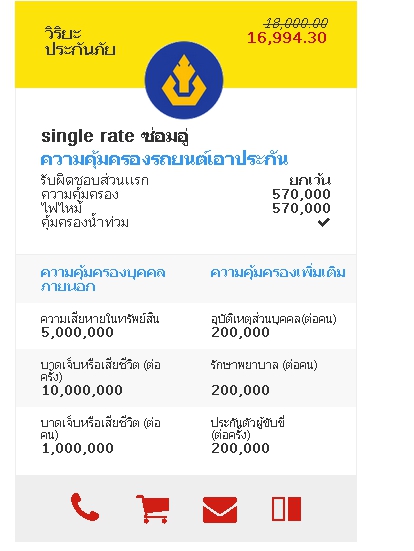 วิริยะ
ประกันภัย
18,000.00
16,994.30
single rate ซ่อมอู่
ความคุ้มครองรถยนต์เอาประกัน
รับผิดชอบส่วนแรก ยกเว้น
ความคุ้มครอง 570,000
ไฟไหม้ 570,000
คุ้มครองน้ำท่วม ✔
ความคุ้มครองบุคคล
ภายนอก
ความคุ้มครองเพิ่มเติม
ความเสียหายในทรัพย์สิน
5,000,000
อุบัติเหตุส่วนบุคคล(ต่อคน)
200,000
บาดเจ็บหรือเสียชีวิต (ต่อ
ครั้ง)
10,000,000
รักษาพยาบาล (ต่อคน)
200,000
บาดเจ็บหรือเสียชีวิต (ต่อ
คน)
1,000,000
ประกันตัวผู้ขับขี่
(ต่อครั้ง)
200,000